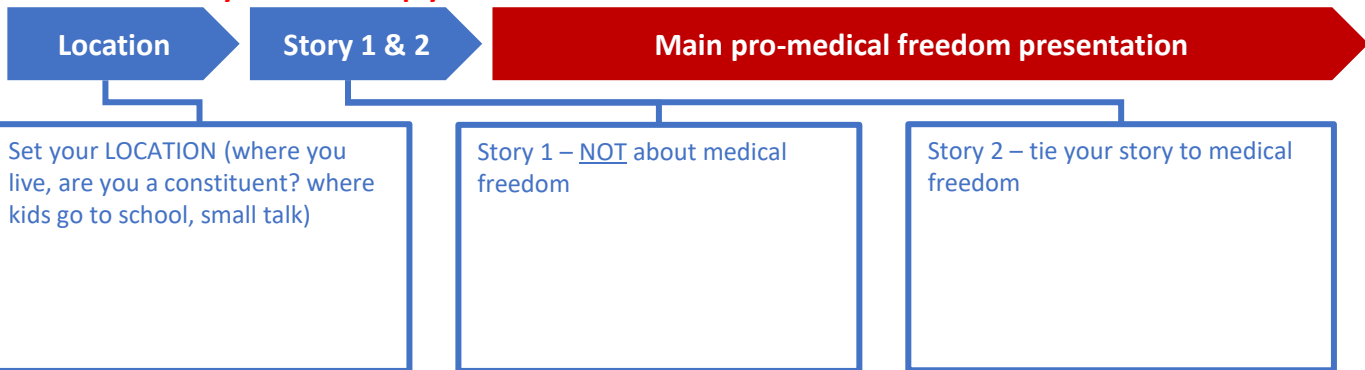 Location
Story 1 & 2
Main pro-medical freedom presentation
Set your LOCATION (where you
live, are you a constituent? where
kids go to school, small talk)
Story 1 – NOT about medical
freedom
Story 2 – tie your story to medical
freedom